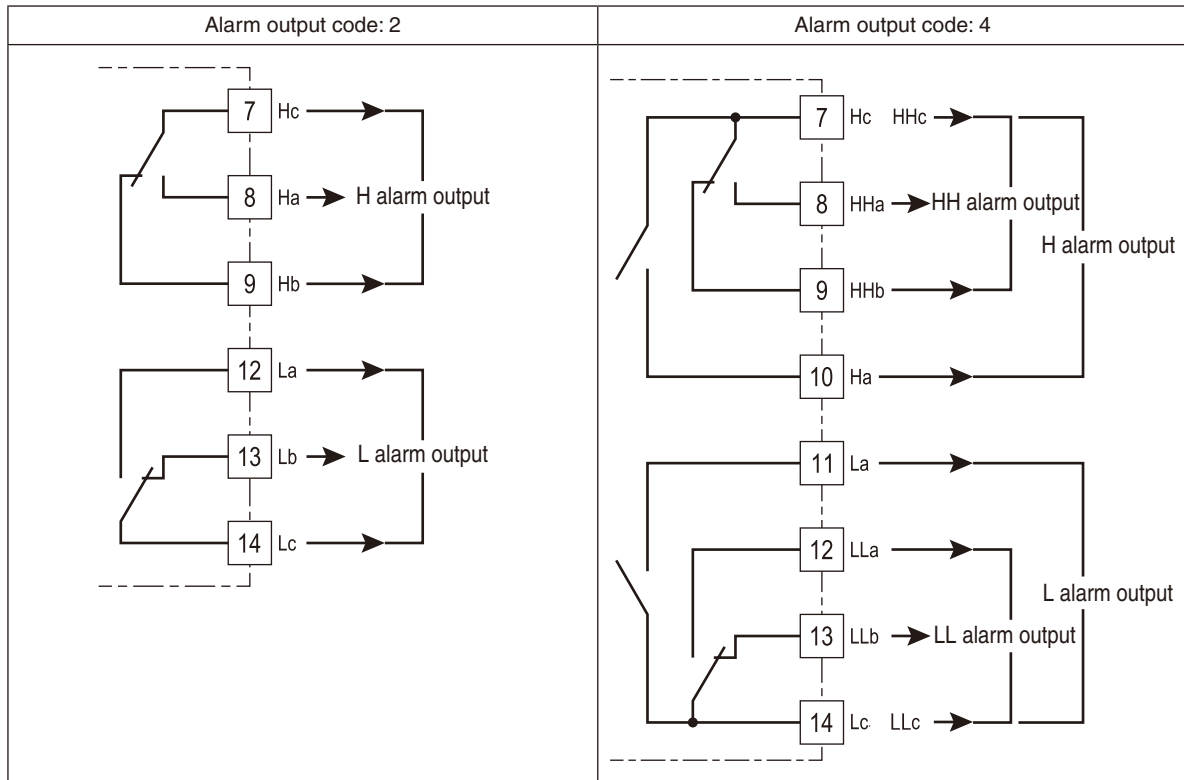 Alarm output code: 2
7 Hc
8 Ha H alarm output
9 Hb
12 La
13 Lb L alarm output
14 Lc
Alarm output code: 4
7 Hc HHc
8 HHa HH alarm output
H alarm output
9 HHb
10 Ha
11 La
12 LLa
L alarm output
13 LLb LL alarm output
14 Lc LLc